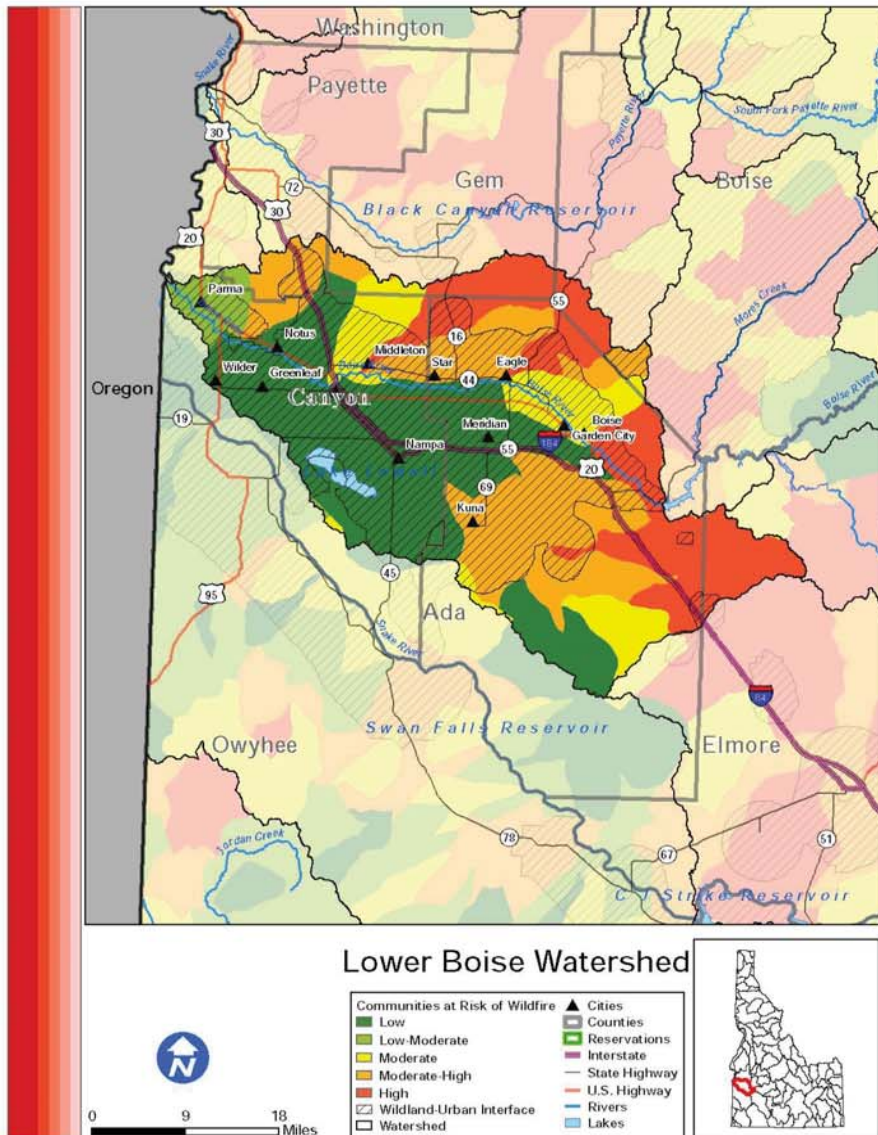 Washington
Snake River
Payette
South Fork Payette River
Payette River
30
72
Gem
Boise
30
Black Canyon Reservoir
20
Mores Creek
Parma
55
16
Notus
Middleton
Star
Eagle
Boise River
Wilder
Greenleaf
44
Oregon
Canyon
Boise River
Boise
19
Meridian
Garden City
184
Nampa
55
20
69
Kuna
45
95
Ada
Snake River
84
Swan Falls Reservoir
Owyhee
Elmore
Jordan Creek
78
67
51
C J Strike Reservoir
Lower Boise Watershed
Communities at Risk of Wildfire
Low
Low-Moderate
Moderate
Moderate-High
High
Wildland-Urban Interface
Watershed
Cities
Counties
Reservations
Interstate
State Highway
U.S. Highway
Rivers
Lakes
N
0 9 18
Miles